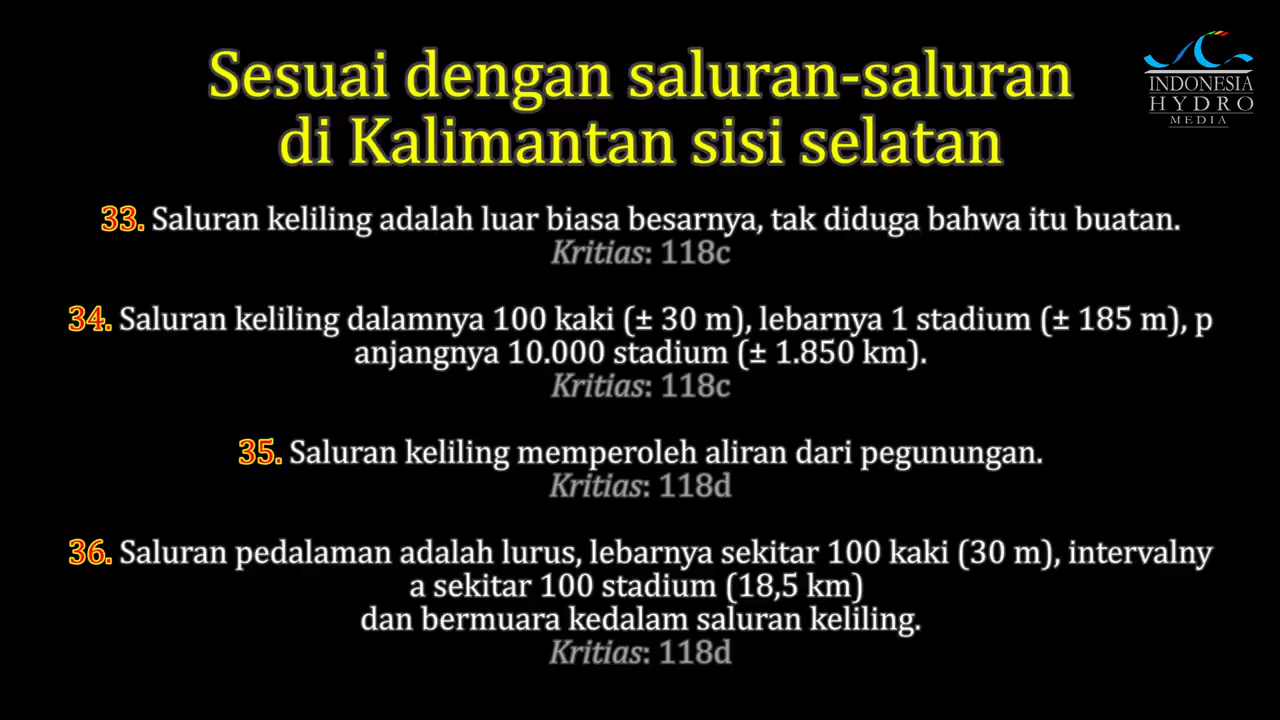 Sesuai dengan saluran-saluran
di Kalimantan sisi selatan
INDONESIA
HYDRO
MEDIA
33. Saluran keliling adalah luar biasa besarnya, tak diduga bahwa itu buatan.
Kritias: 118c
34. Saluran keliling dalamnya 100 kaki (± 30 m), lebarnya 1 stadium (± 185 m), p
anjangnya 10.000 stadium (± 1.850 km).
Kritias: 118c
35. Saluran keliling memperoleh aliran dari pegunungan.
Kritias: 118d
36. Saluran pedalaman adalah lurus, lebarnya sekitar 100 kaki (30 m), intervalny
a sekitar 100 stadium (18,5 km)
dan bermuara kedalam saluran keliling.
Kritias: 118d